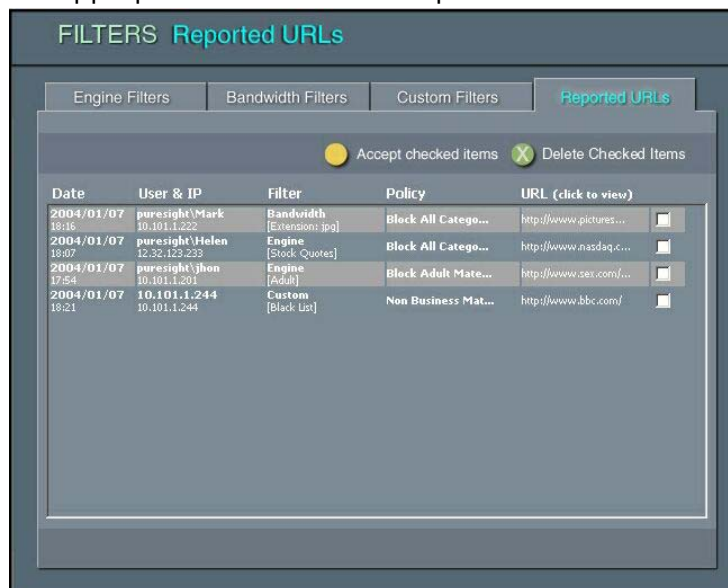 FILTERS Reported URLs
Engine Filters Bandwidth Filters Custom Filters Reported URLs
Accept checked items X Delete Checked Items
Date User & IP Filter Policy URL (click to view)
2004/01/07 puresight\Mark Bandwidth Block All Catego... http://www.pictures...
18:16 10.101.1.222 [Extension: jpg]
2004/01/07 puresight\Helen Engine Block All Catego... http://www.nasdaq.c...
18:07 12.32.123.233 [Stock Quotes]
2004/01/07 puresight\jhon Engine Block Adult Mate... http://www.sex.com/...
17:54 10.101.1.201 [Adult]
2004/01/07 10.101.1.244 Custom Non Business Mat... http://www.bbc.com/
18:21 10.101.1.244 [Black List]